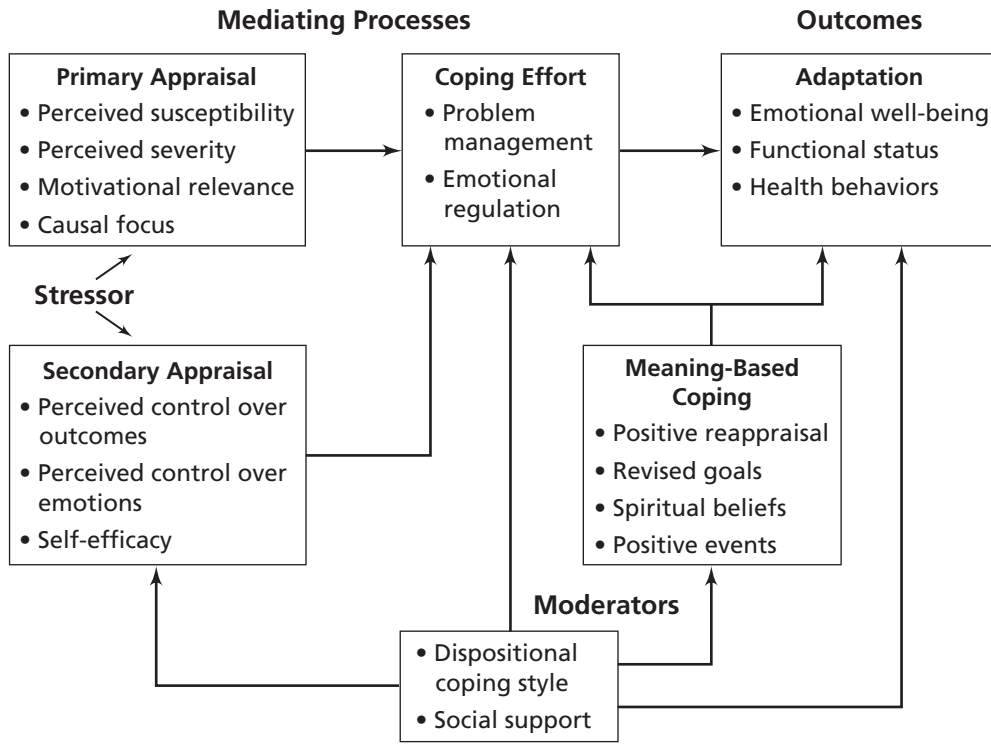 Mediating Processes
Outcomes
Primary Appraisal
• Perceived susceptibility
• Perceived severity
• Motivational relevance
• Causal focus
Coping Effort
• Problem
management
• Emotional
regulation
Adaptation
• Emotional well-being
• Functional status
• Health behaviors
Stressor
Secondary Appraisal
• Perceived control over
outcomes
• Perceived control over
emotions
• Self-efficacy
Meaning-Based
Coping
• Positive reappraisal
• Revised goals
• Spiritual beliefs
• Positive events
Moderators
• Dispositional
coping style
• Social support